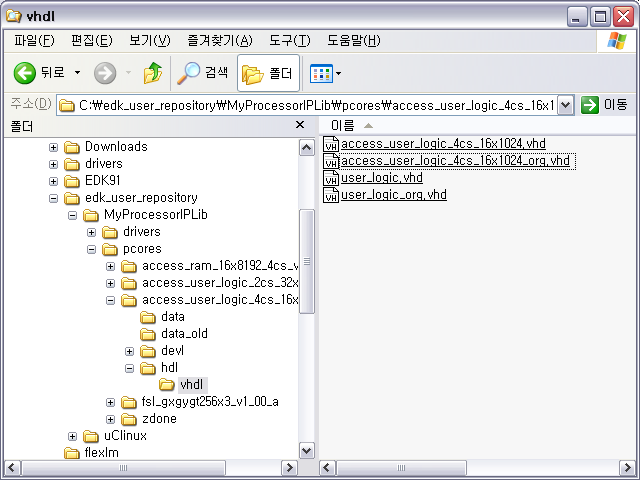 vhdl
파일(F) 편집(E) 보기(V) 즐겨찾기(A) 도구(T) 도움말(H)
뒤로 검색 폴더
주소(D) C:₩edk_user_repository₩MyProcessorIPLib₩pcores₩access_user_logic_4cs_16x1 이동
폴더
이름
Downloads
drivers
EDK91
edk_user_repository
MyProcessorIPLib
drivers
pcores
access_ram_16x8192_4cs_v
access_user_logic_2cs_32x
access_user_logic_4cs_16x
data
data_old
devl
hdl
vhdl
fsl_gxgygt256x3_v1_00_a
zdone
uClinux
flexlm
access_user_logic_4cs_16x1024.vhd
access_user_logic_4cs_16x1024_org.vhd
user_logic.vhd
user_logic_org.vhd